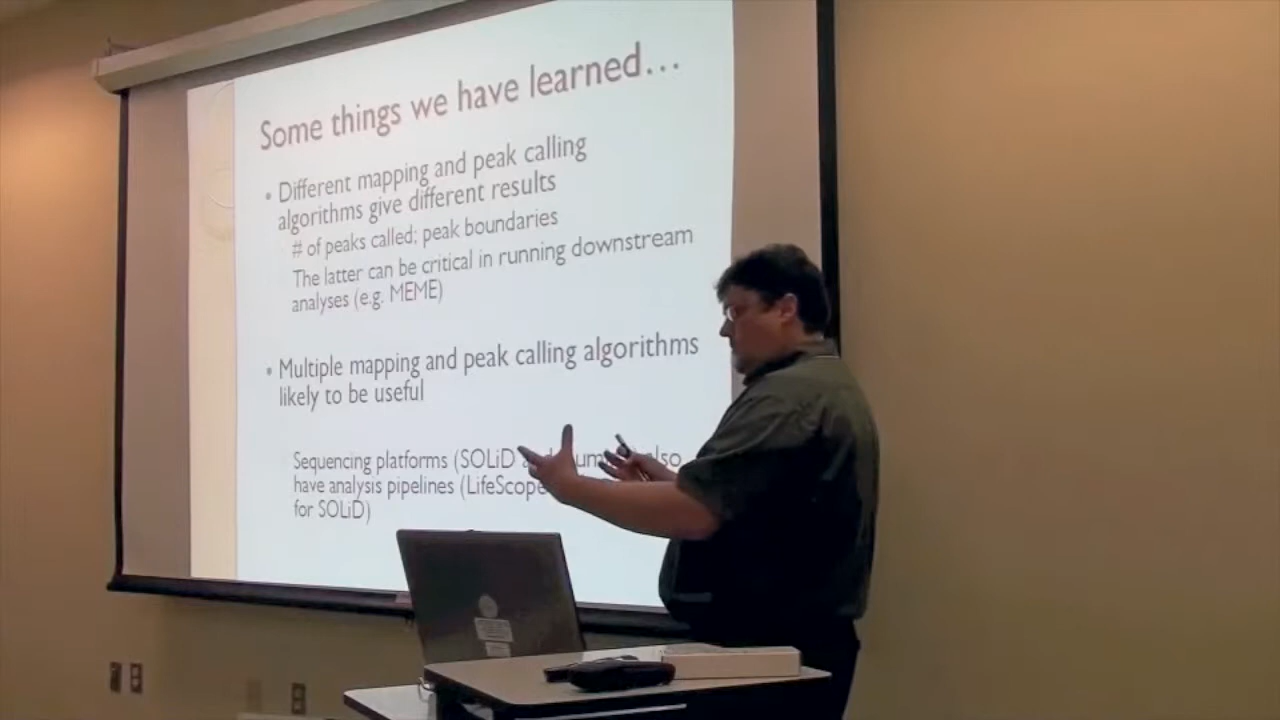 Some things we have learned…
• Different mapping and peak calling
algorithms give different results
# of peaks called; peak boundaries
The latter can be critical in running downstream
analyses (e.g. MEME)
• Multiple mapping and peak calling algorithms
likely to be useful
Sequencing platforms (SOLiD also
have analysis pipelines (LifeScope
for SOLiD)